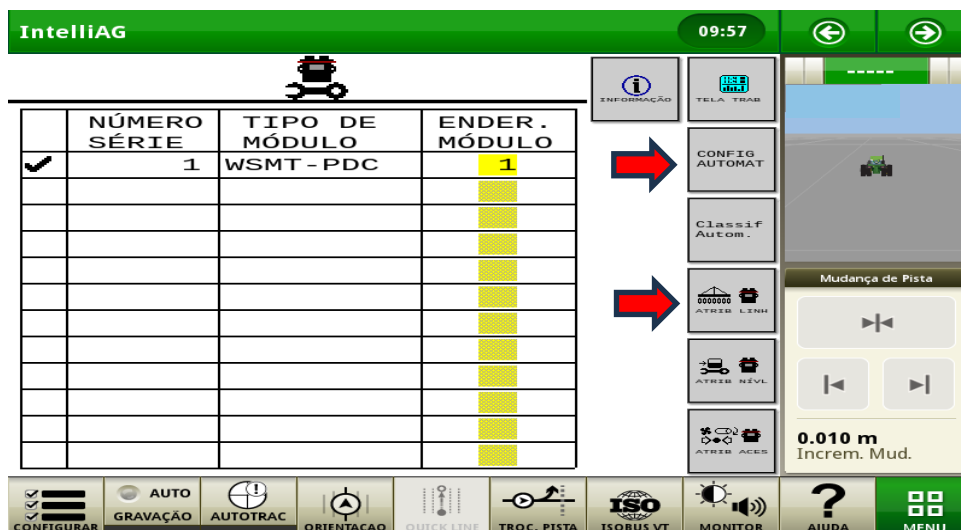 IntelliAG
09:57
-----
INFORMAÇÃO
TELA TRAB
NÚMERO
SÉRIE
TIPO DE
MÓDULO
ENDER.
MÓDULO
1
WSMT-PDC
1
CONFIG
AUTOMAT
Classif
Autom.
ATRIB LINH
ATRIB NÍVL
ATRIB ACES
Mudança de Pista
0.010 m
Increm. Mud.
CONFIGURAR
AUTO
GRAVAÇÃO
AUTOTRAC
ORIENTACAO
QUICK LINE
TROC. PISTA
ISO
ISOBUS VT
MONITOR
?
AJUDA
MENU